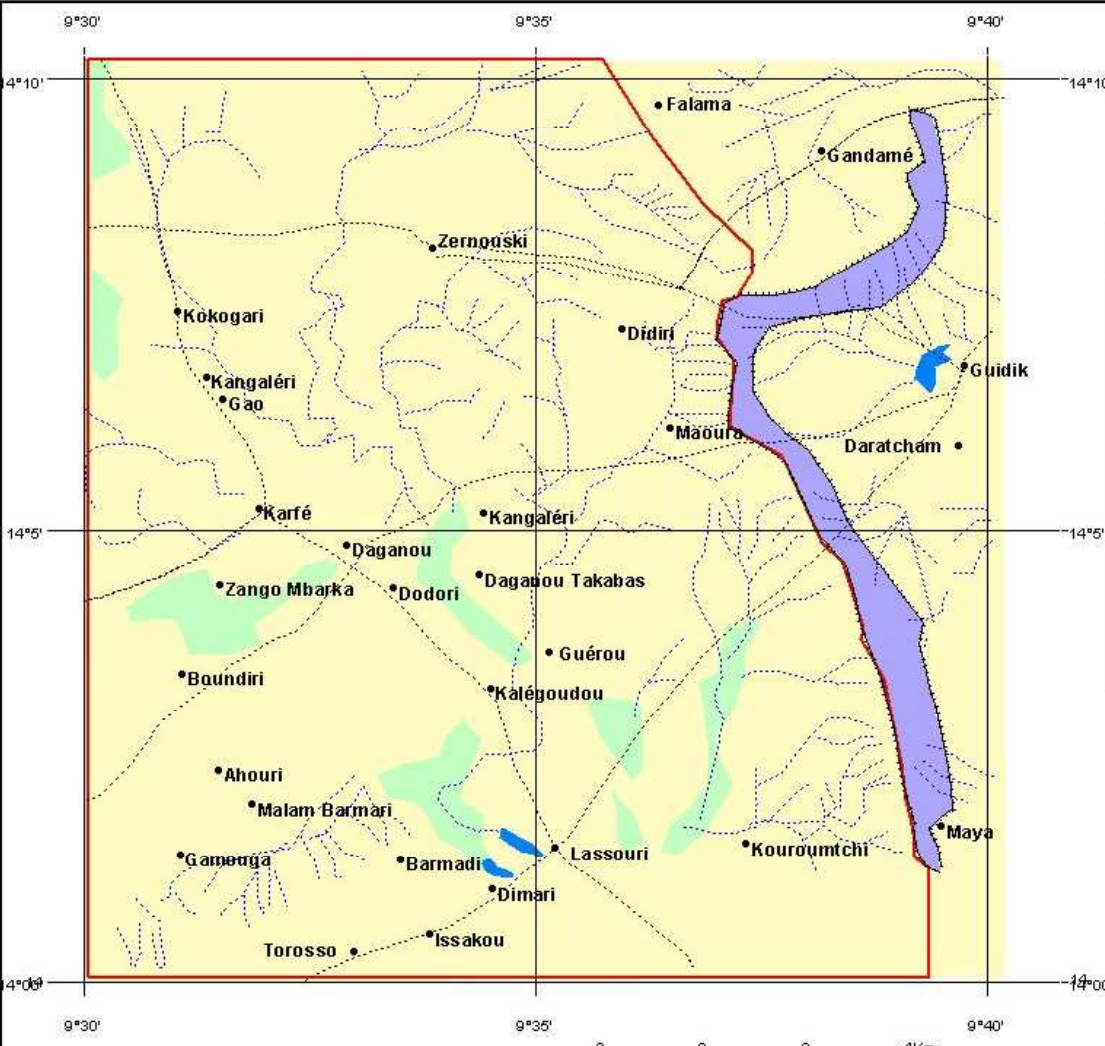 9°30'
9°35'
9°40'
14°10'
14°10'
Falama
Gandamé
Zernouski
Kokogari
Didiri
Guidik
Kangaléri
Gao
Maoura
Daratcham
Karfé
Kangaléri
14°5'
14°5'
Daganou
Daganou Takabas
Zango Mbarka
Dodori
Guérou
Boundiri
Kalégoudou
Ahouri
Malam Barmari
Maya
Gamouga
Barmadi
Lassouri
Kouroumtchi
Dimari
Issakou
Torosso
9°30'
9°35'
9°40'